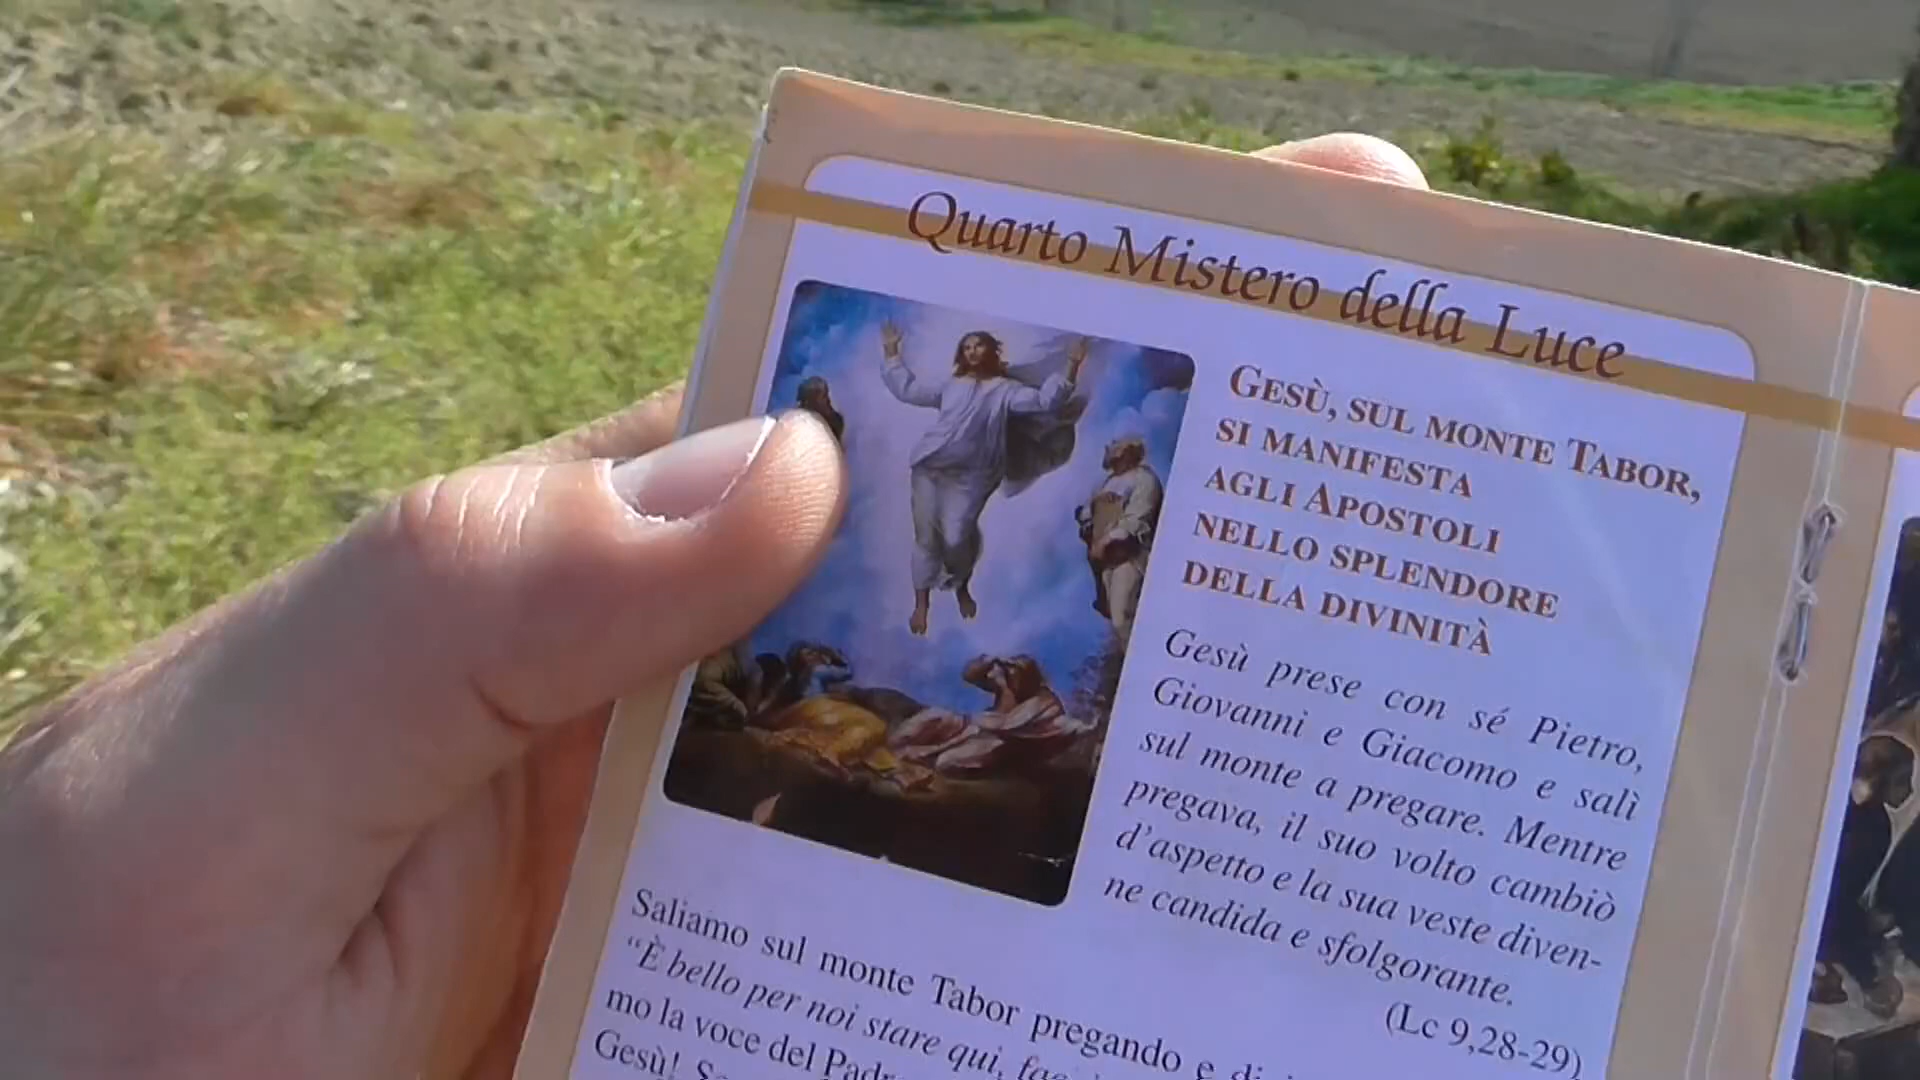 Quarto Mistero della Luce
GESÙ, SUL MONTE TABOR,
SI MANIFESTA
AGLI APOSTOLI
NELLO SPLENDORE
DELLA DIVINITÀ
Gesù prese con sé Pietro,
Giovanni e Giacomo e salì
sul monte a pregare. Mentre
pregava, il suo volto cambiò
d'aspetto e la sua veste diven-
ne candida e sfolgorante.
(Lc 9,28-29)
Saliamo sul monte Tabor pregando e
“È bello per noi stare qui,
mo la voce del
Gesù!